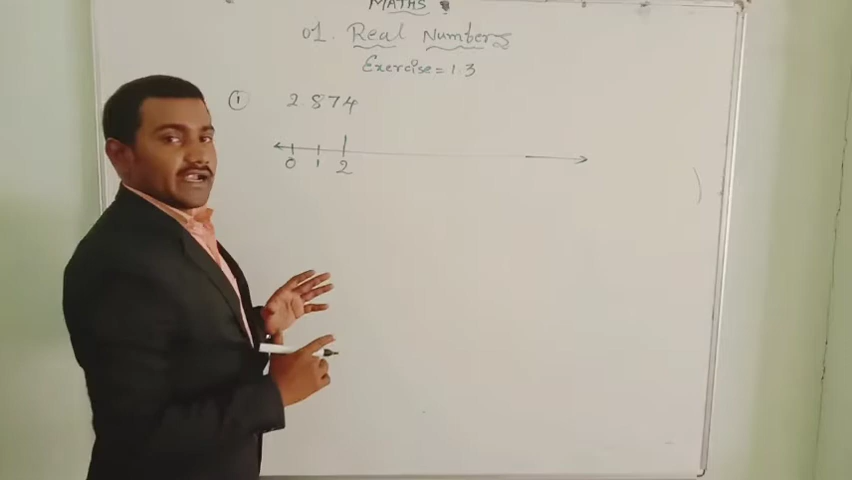 MATHS
01. Real Numbers
Exercise = 1.3
① 2.874
0 1 2